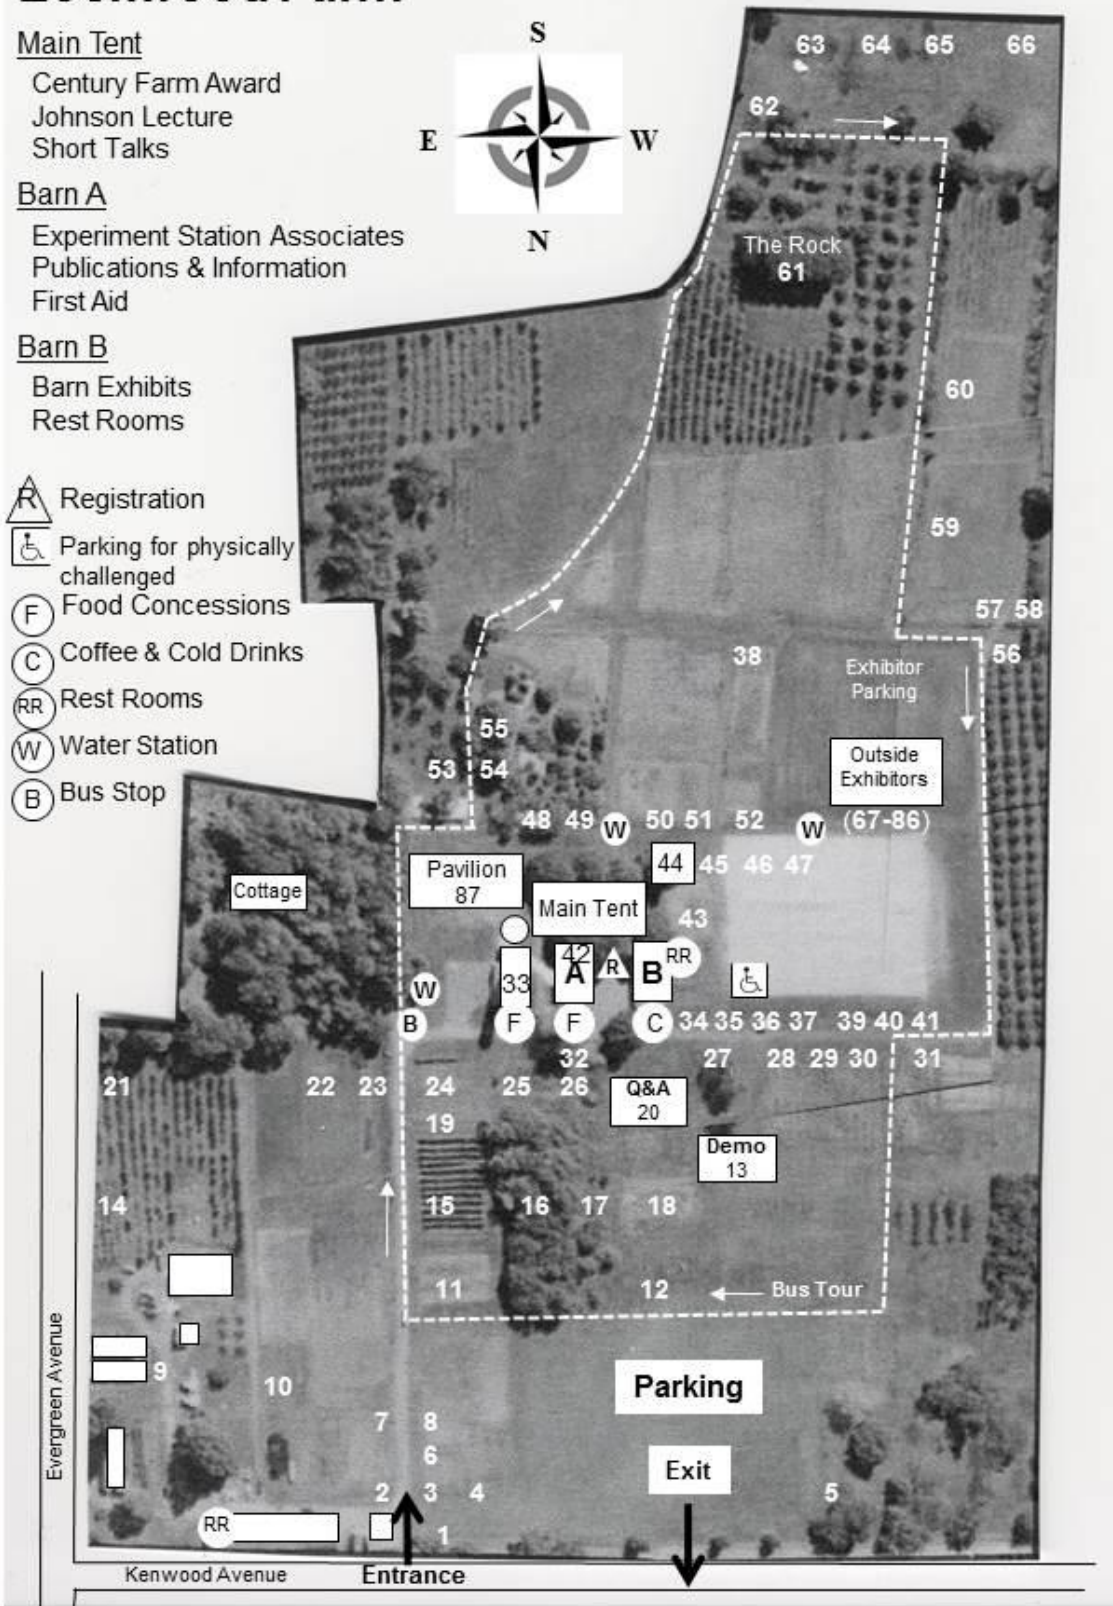 Main Tent
Century Farm Award
Johnson Lecture
Short Talks
Barn A
Experiment Station Associates
Publications & Information
First Aid
Barn B
Barn Exhibits
Rest Rooms
R Registration
Parking for physically
challenged
F Food Concessions
C Coffee & Cold Drinks
RR Rest Rooms
W Water Station
B Bus Stop
S
E W
N
63 64 65 66
62
The Rock
61
60
59
57 58
38
Exhibitor
Parking
56
55
53 54
Outside
Exhibitors
(67-86)
48 49 W 50 51 52 W
Pavilion
87
44 45 46 47
Cottage
Main Tent
43
42
33 A R B RR
W
B F F C 34 35 36 37 39 40 41
32 27 28 29 30 31
21 22 23 24 25 26
Q&A
20
19
Demo
13
14 15 16 17 18
11 12 Bus Tour
9
10
Parking
7 8
6
Exit
2 3 4 5
RR
1
Evergreen Avenue
Kenwood Avenue
Entrance